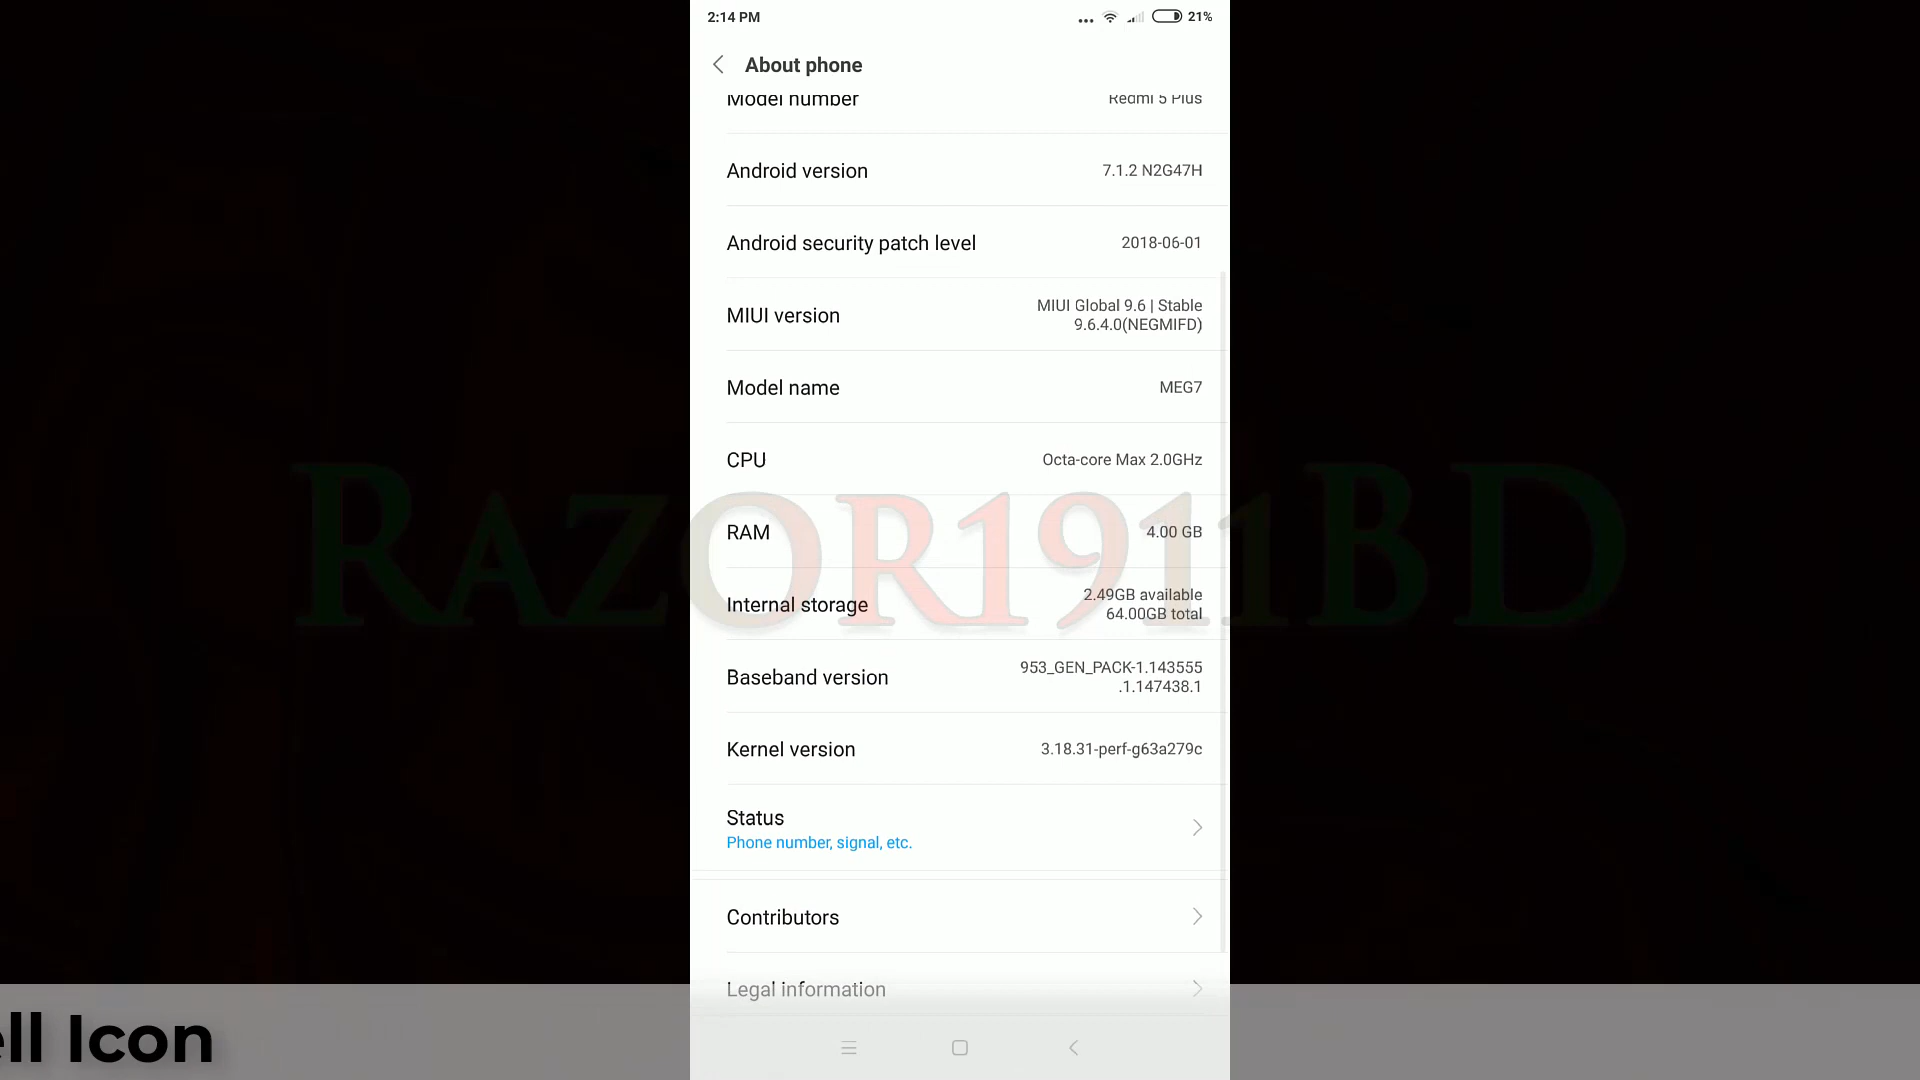 2:14 PM
21%
About phone
Model number
Redmi 5 Plus
Android version
7.1.2 N2G47H
Android security patch level
2018-06-01
MIUI version
MIUI Global 9.6 | Stable
9.6.4.0(NEGMIFD)
Model name
MEG7
CPU
Octa-core Max 2.0GHz
RAZOR1911BD
RAM
4.00 GB
Internal storage
2.49GB available
64.00GB total
Baseband version
953_GEN_PACK-1.143555
.1.147438.1
Kernel version
3.18.31-perf-g63a279c
Status
Phone number, signal, etc.
Contributors
Legal information
ell Icon